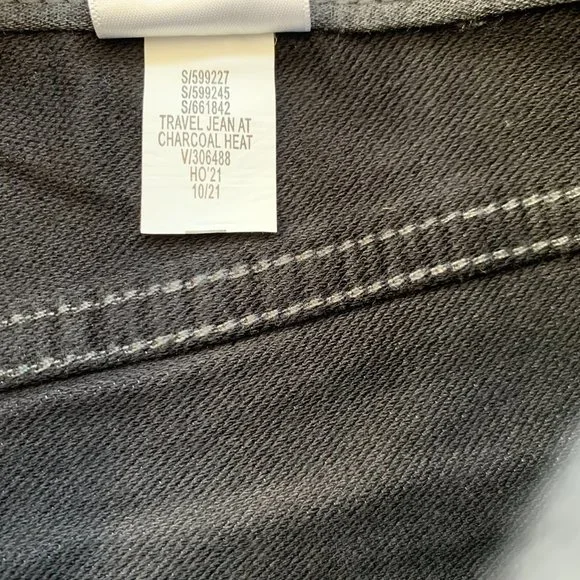 S/599227
S/599245
S/661842
TRAVEL JEAN AT
CHARCOAL HEAT
V/306488
HO'21
10/21